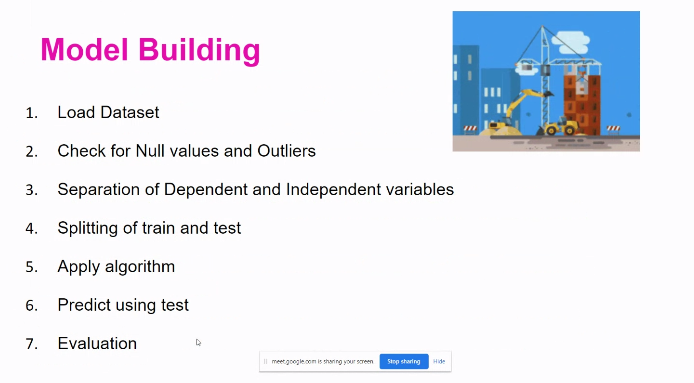 Model Building
1. Load Dataset
2. Check for Null values and Outliers
3. Separation of Dependent and Independent variables
4. Splitting of train and test
5. Apply algorithm
6. Predict using test
7. Evaluation
meet.google.com is sharing your screen. Stop sharing Hide